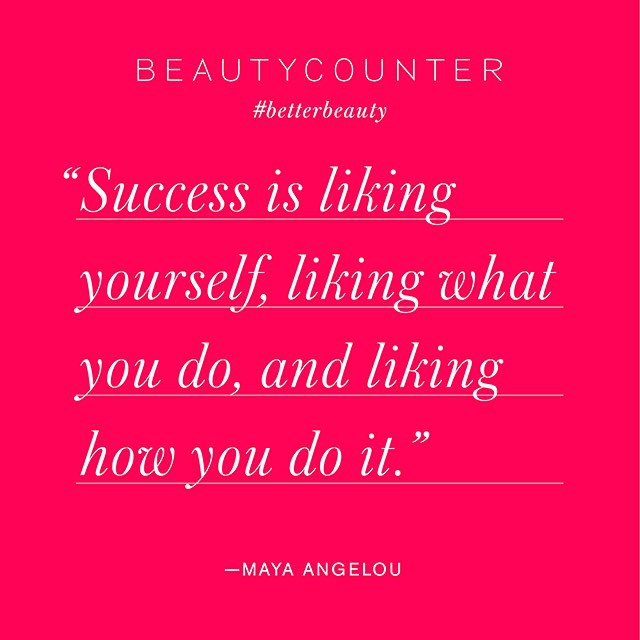 BEAUTYCOUNTER
#betterbeauty
“Success is liking
yourself, liking what
you do, and liking
how you do it.”
—MAYA ANGELOU